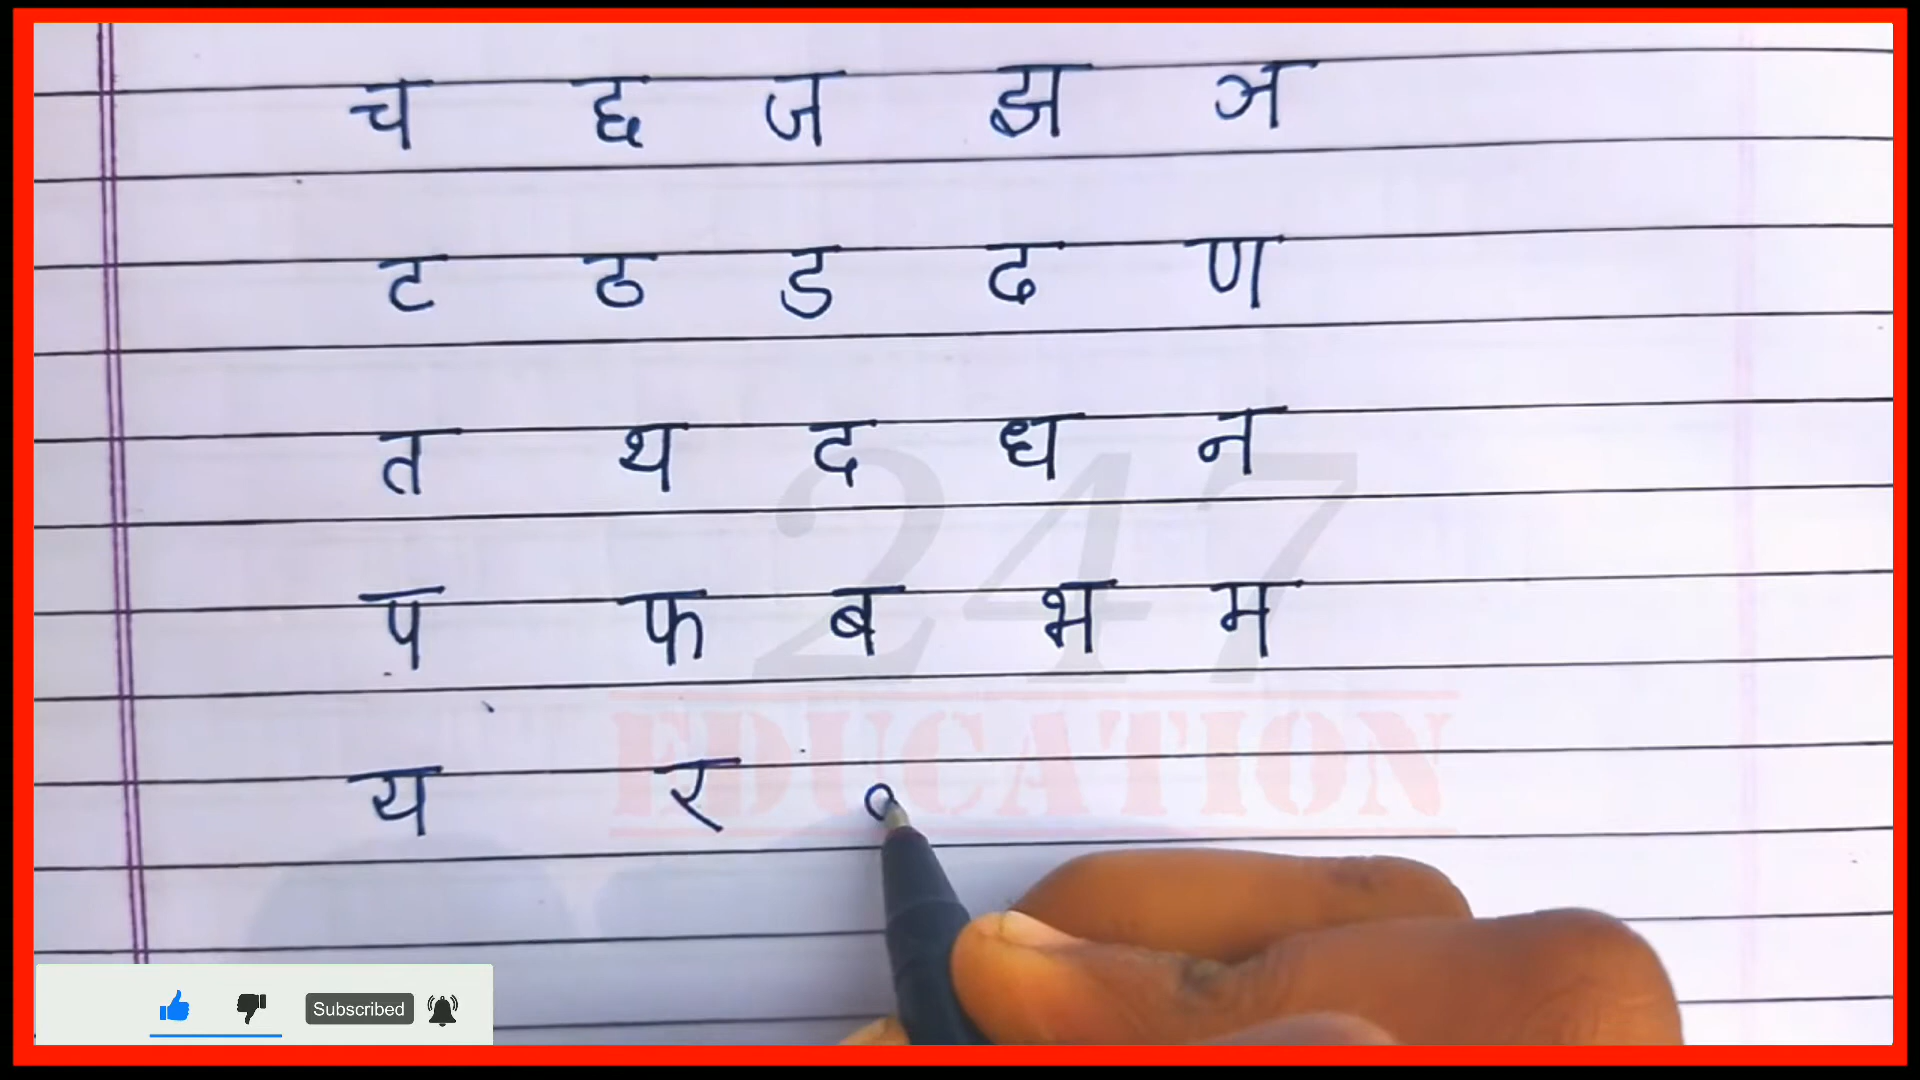 च छ ज झ ञ
ट ठ ड द ण
त थ द ध न
प फ ब भ म
य र
247
EDUCATION
Subscribed